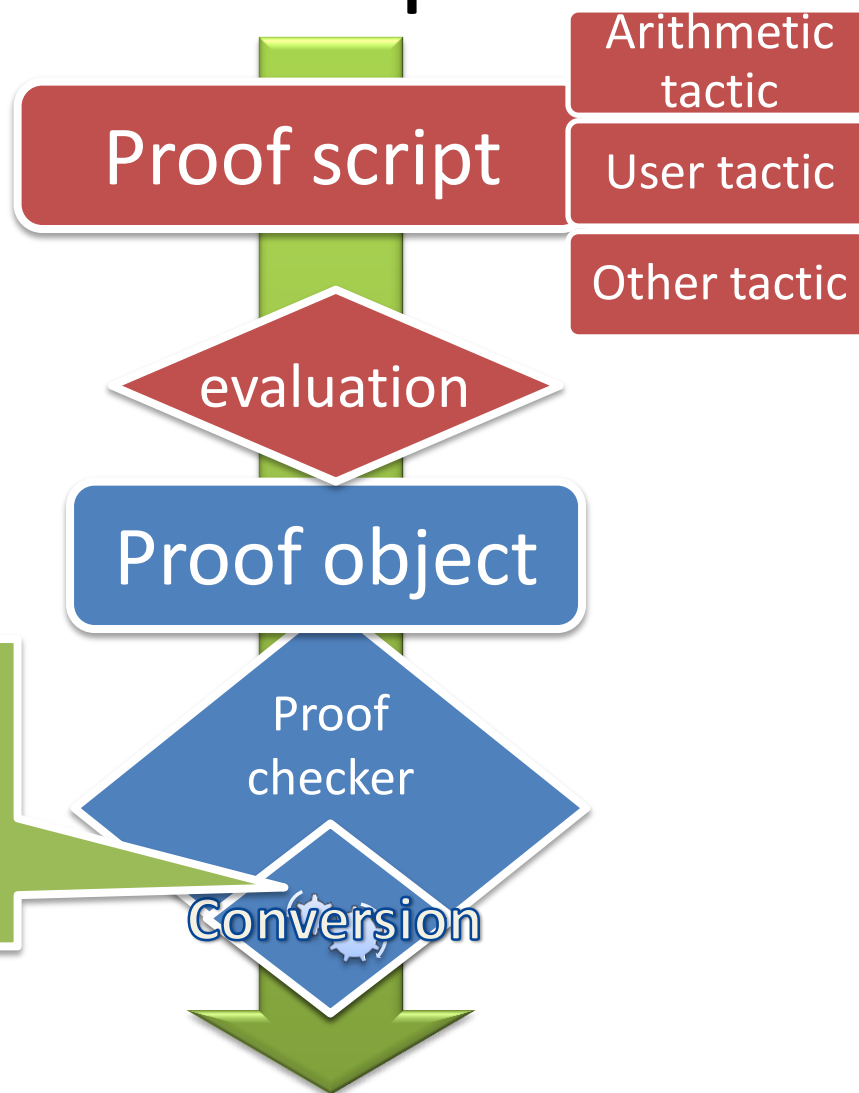 Arithmetic
tactic
Proof script
User tactic
Other tactic
evaluation
Proof object
Proof
checker
Conversion